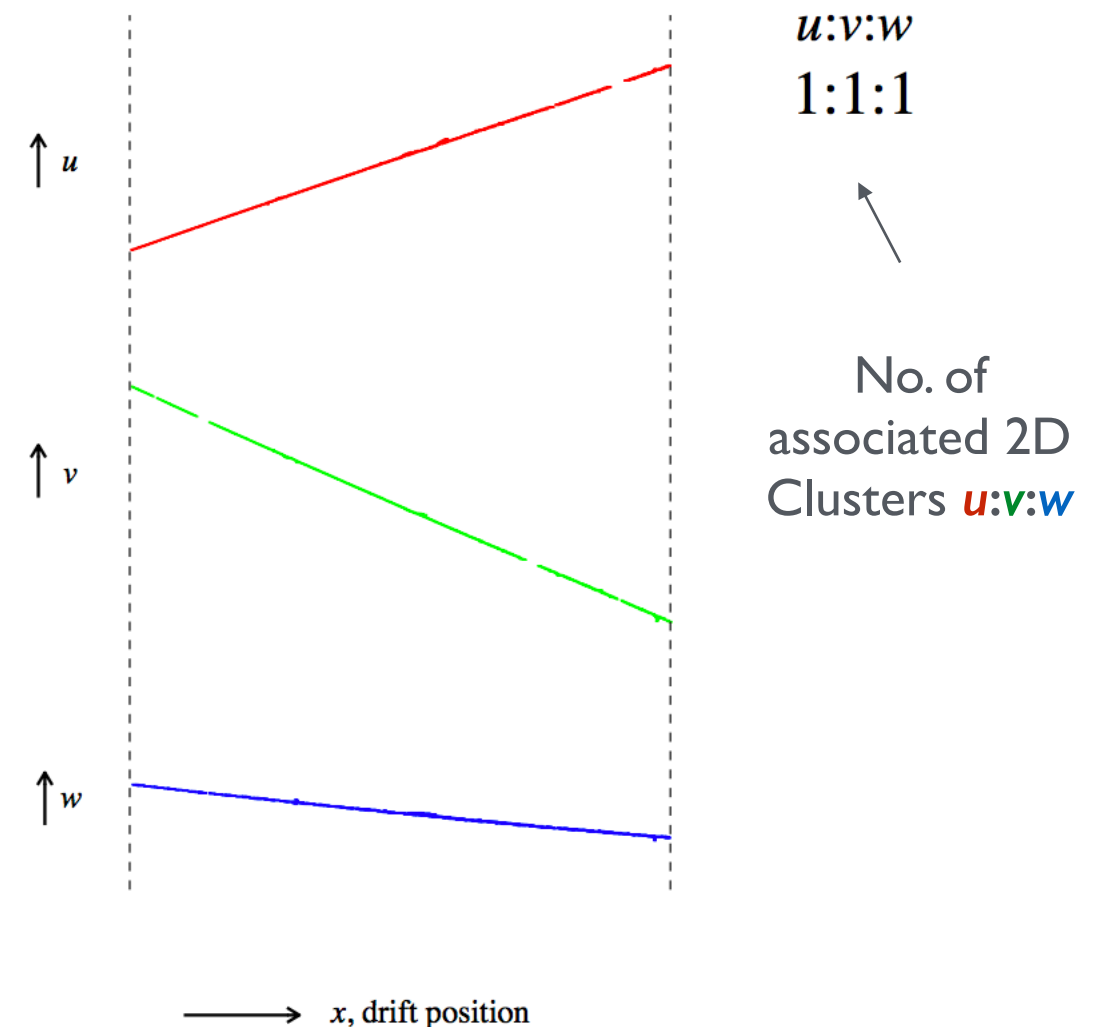 u:v:w
1:1:1
u
No. of
associated 2D
Clusters u:v:w
v
w
x, drift position